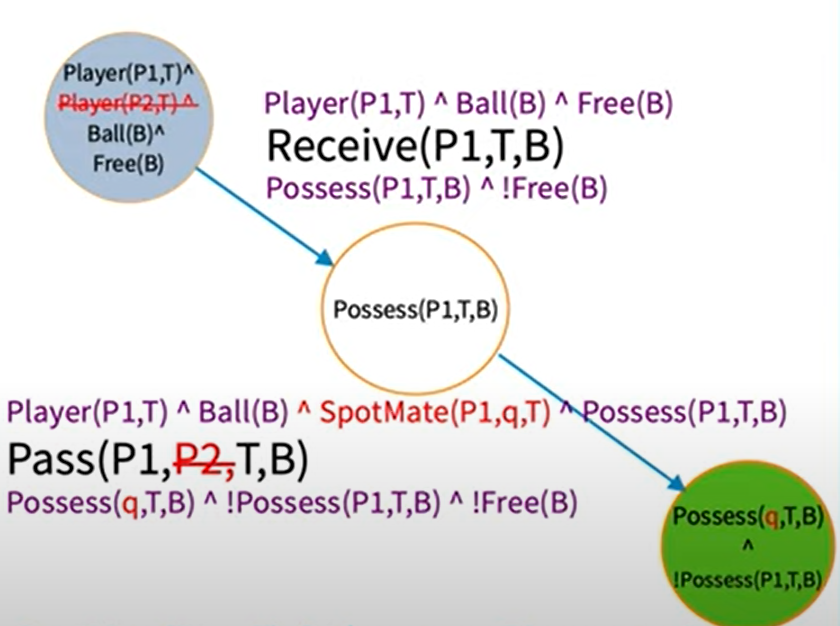 Player(P1,T)^
Player(P2,T) ^
Ball(B)^
Free(B)
Player(P1,T) ^ Ball(B) ^ Free(B)
Receive(P1,T,B)
Possess(P1,T,B) ^ !Free(B)
Possess(P1,T,B)
Player(P1,T) ^ Ball(B) ^ SpotMate(P1,q,T) ^ Possess(P1,T,B)
Pass(P1,P2,T,B)
Possess(q,T,B) ^ !Possess(P1,T,B) ^ !Free(B)
Possess(q,T,B)
^
!Possess(P1,T,B)